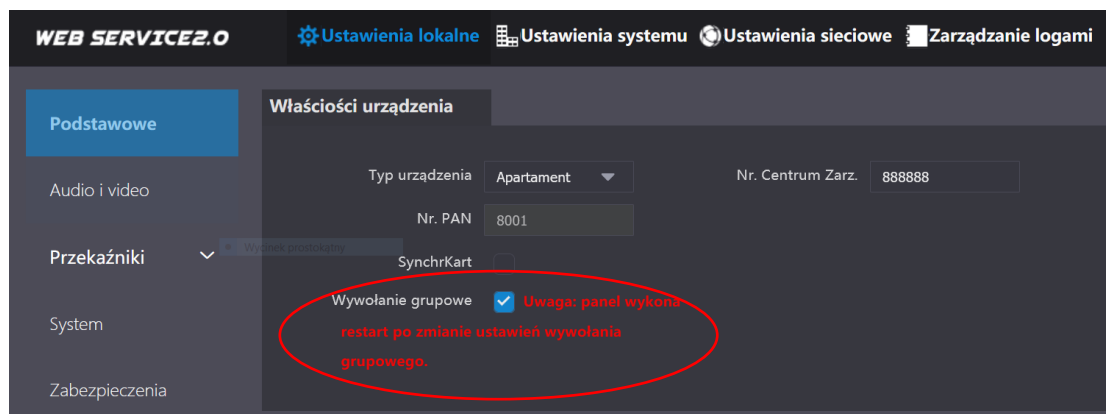 WEB SERVICE2.0
Ustawienia lokalne
Ustawienia systemu
Ustawienia sieciowe
Zarządzanie logami
Podstawowe
Audio i video
Przekaźniki
System
Zabezpieczenia
Właściwości urządzenia
Typ urządzenia Apartament
Nr. Centrum Zarz. 888888
Nr. PAN 8001
Wycinek prostokątny
SynchrKart
Wywołanie grupowe Uwaga: panel wykona
restart po zmianie ustawień wywołania
grupowego.